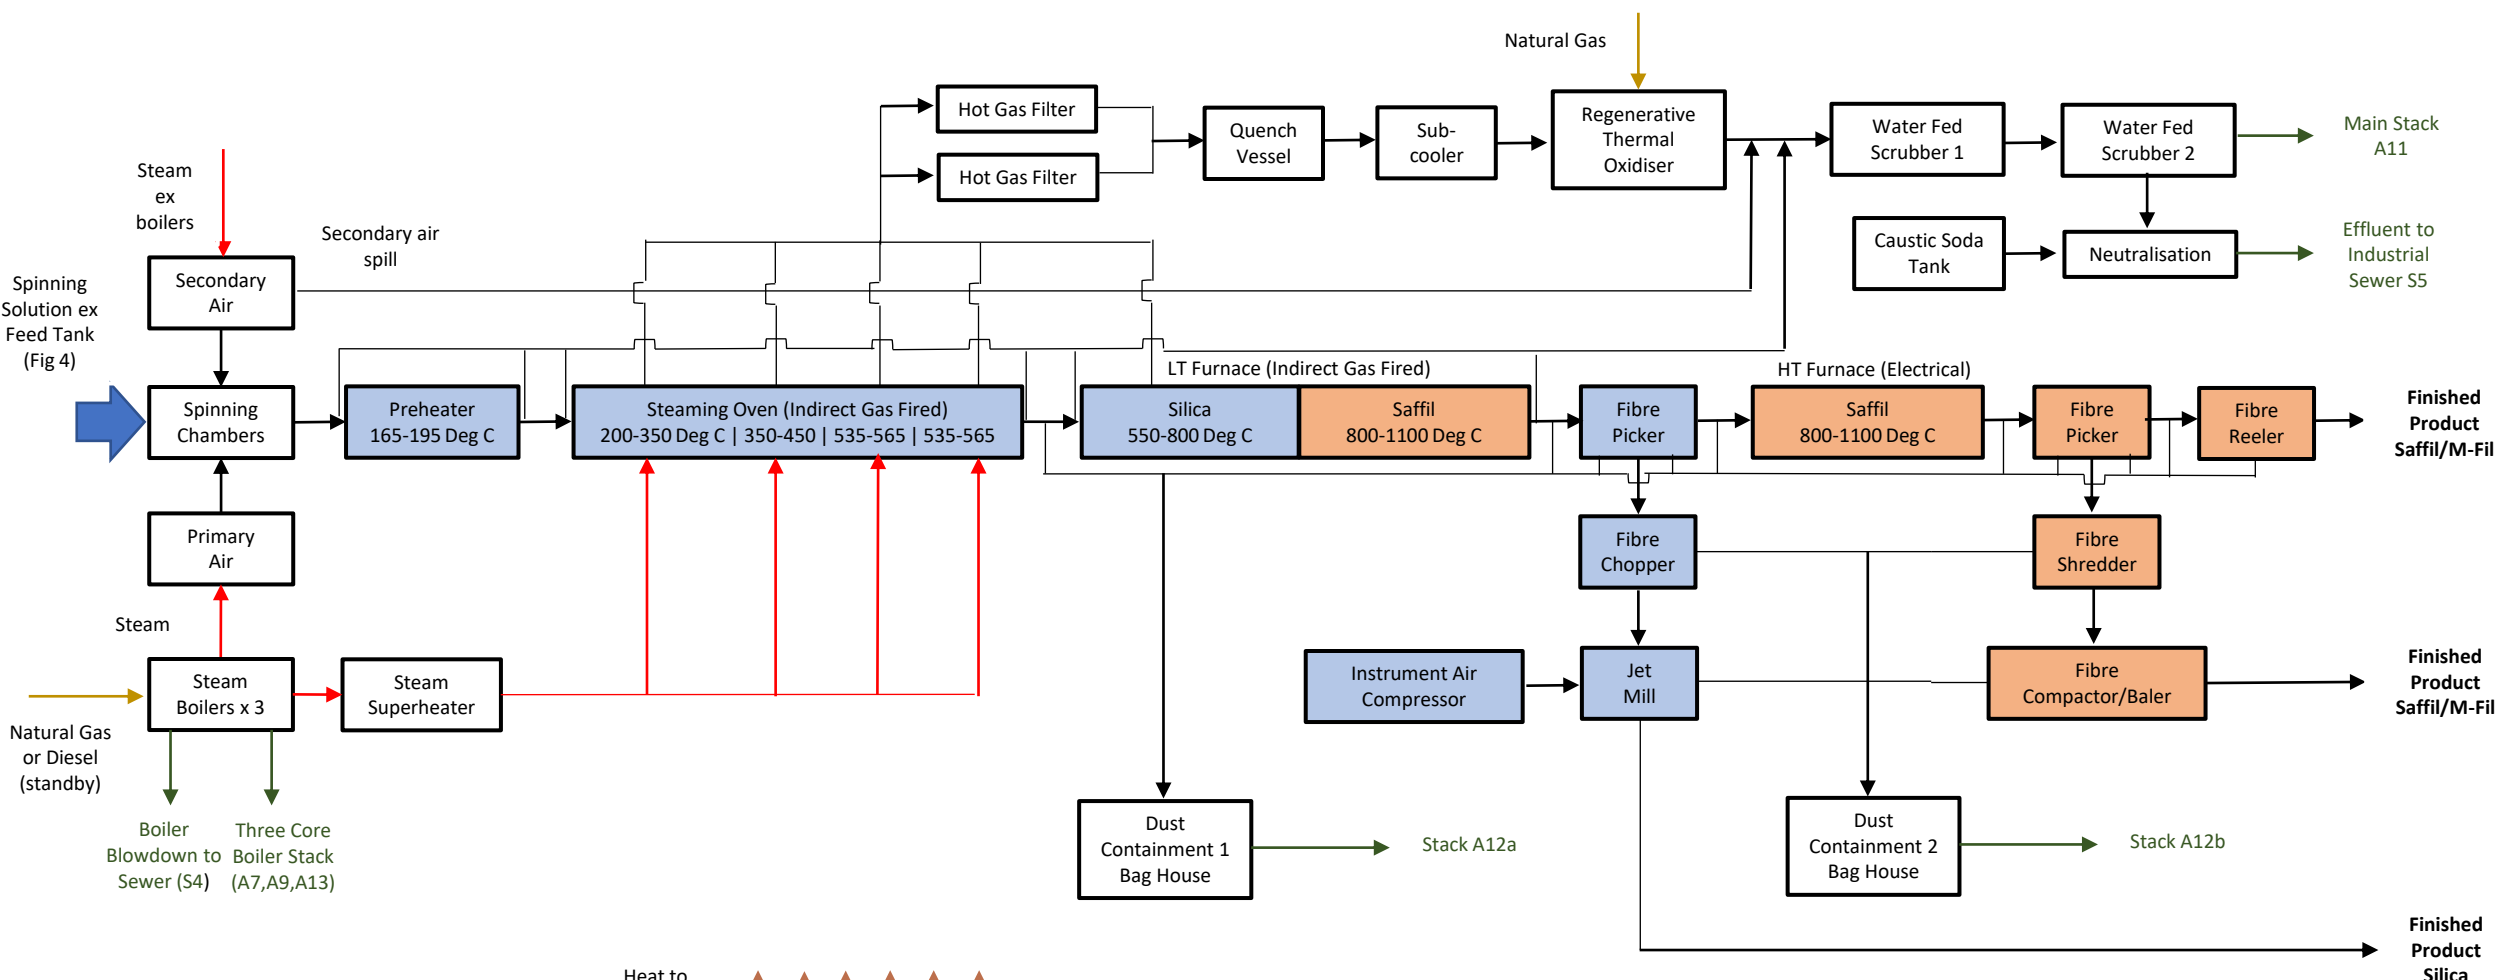 Natural Gas
Hot Gas Filter
Hot Gas Filter
Quench
Vessel
Sub-
cooler
Regenerative
Thermal
Oxidiser
Water Fed
Scrubber 1
Water Fed
Scrubber 2
Main Stack
A11
Caustic Soda
Tank
Neutralisation
Effluent to
Industrial
Sewer S5
Steam
ex
boilers
Secondary air
spill
Secondary
Air
Spinning
Solution ex
Feed Tank
(Fig 4)
Spinning
Chambers
Preheater
165-195 Deg C
Steaming Oven (Indirect Gas Fired)
200-350 Deg C | 350-450 | 535-565 | 535-565
LT Furnace (Indirect Gas Fired)
Silica
550-800 Deg C
Saffil
800-1100 Deg C
Fibre
Picker
HT Furnace (Electrical)
Saffil
800-1100 Deg C
Fibre
Picker
Fibre
Reeler
Finished
Product
Saffil/M-Fil
Primary
Air
Fibre
Chopper
Fibre
Shredder
Steam
Steam
Boilers x 3
Steam
Superheater
Instrument Air
Compressor
Jet
Mill
Fibre
Compactor/Baler
Finished
Product
Saffil/M-Fil
Natural Gas
or Diesel
(standby)
Boiler
Blowdown to
Sewer (S4)
Three Core
Boiler Stack
(A7,A9,A13)
Dust
Containment 1
Bag House
Stack A12a
Dust
Containment 2
Bag House
Stack A12b
Finished
Product
Silica
Heat to